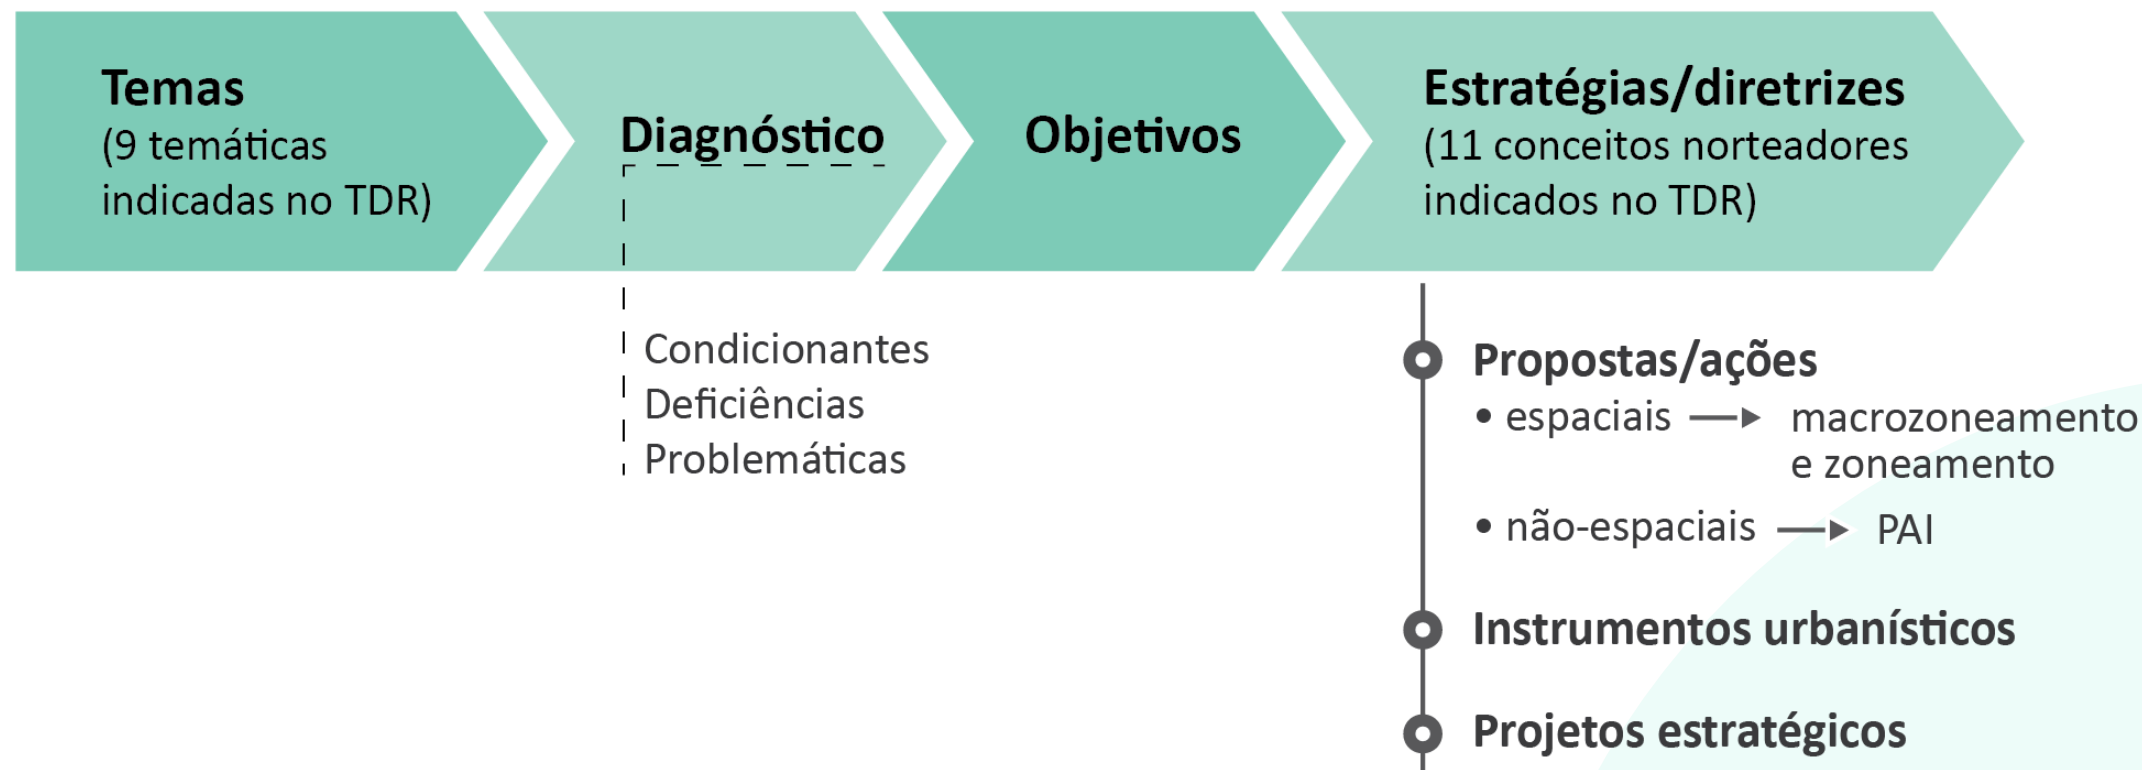 Temas
(9 temáticas
indicadas no TDR)
Diagnóstico
Condicionantes
Deficiências
Problemáticas
Objetivos
Estratégias/diretrizes
(11 conceitos norteadores
indicados no TDR)
Propostas/ações
• espaciais → macrozoneamento
e zoneamento
• não-espaciais → PAI
Instrumentos urbanísticos
Projetos estratégicos